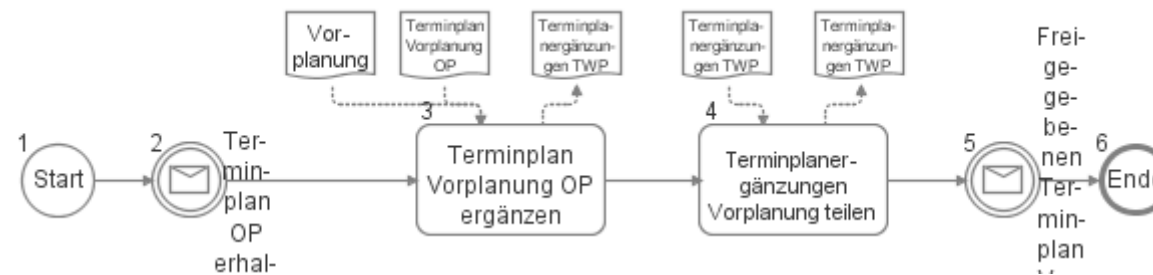 Vor-
planung
Terminplan
Vorplanung
OP
Terminpla-
nergänzun-
gen TWP
Terminpla-
nergänzun-
gen TWP
Terminpla-
nergänzun-
gen TWP
1
Start
2
Ter-
min-
plan
OP
erhal-
3
Terminplan
Vorplanung OP
ergänzen
4
Terminplaner-
gänzungen
Vorplanung teilen
5
Frei-
ge-
ge-
be-
nen
Ter-
min-
plan
6
Ende